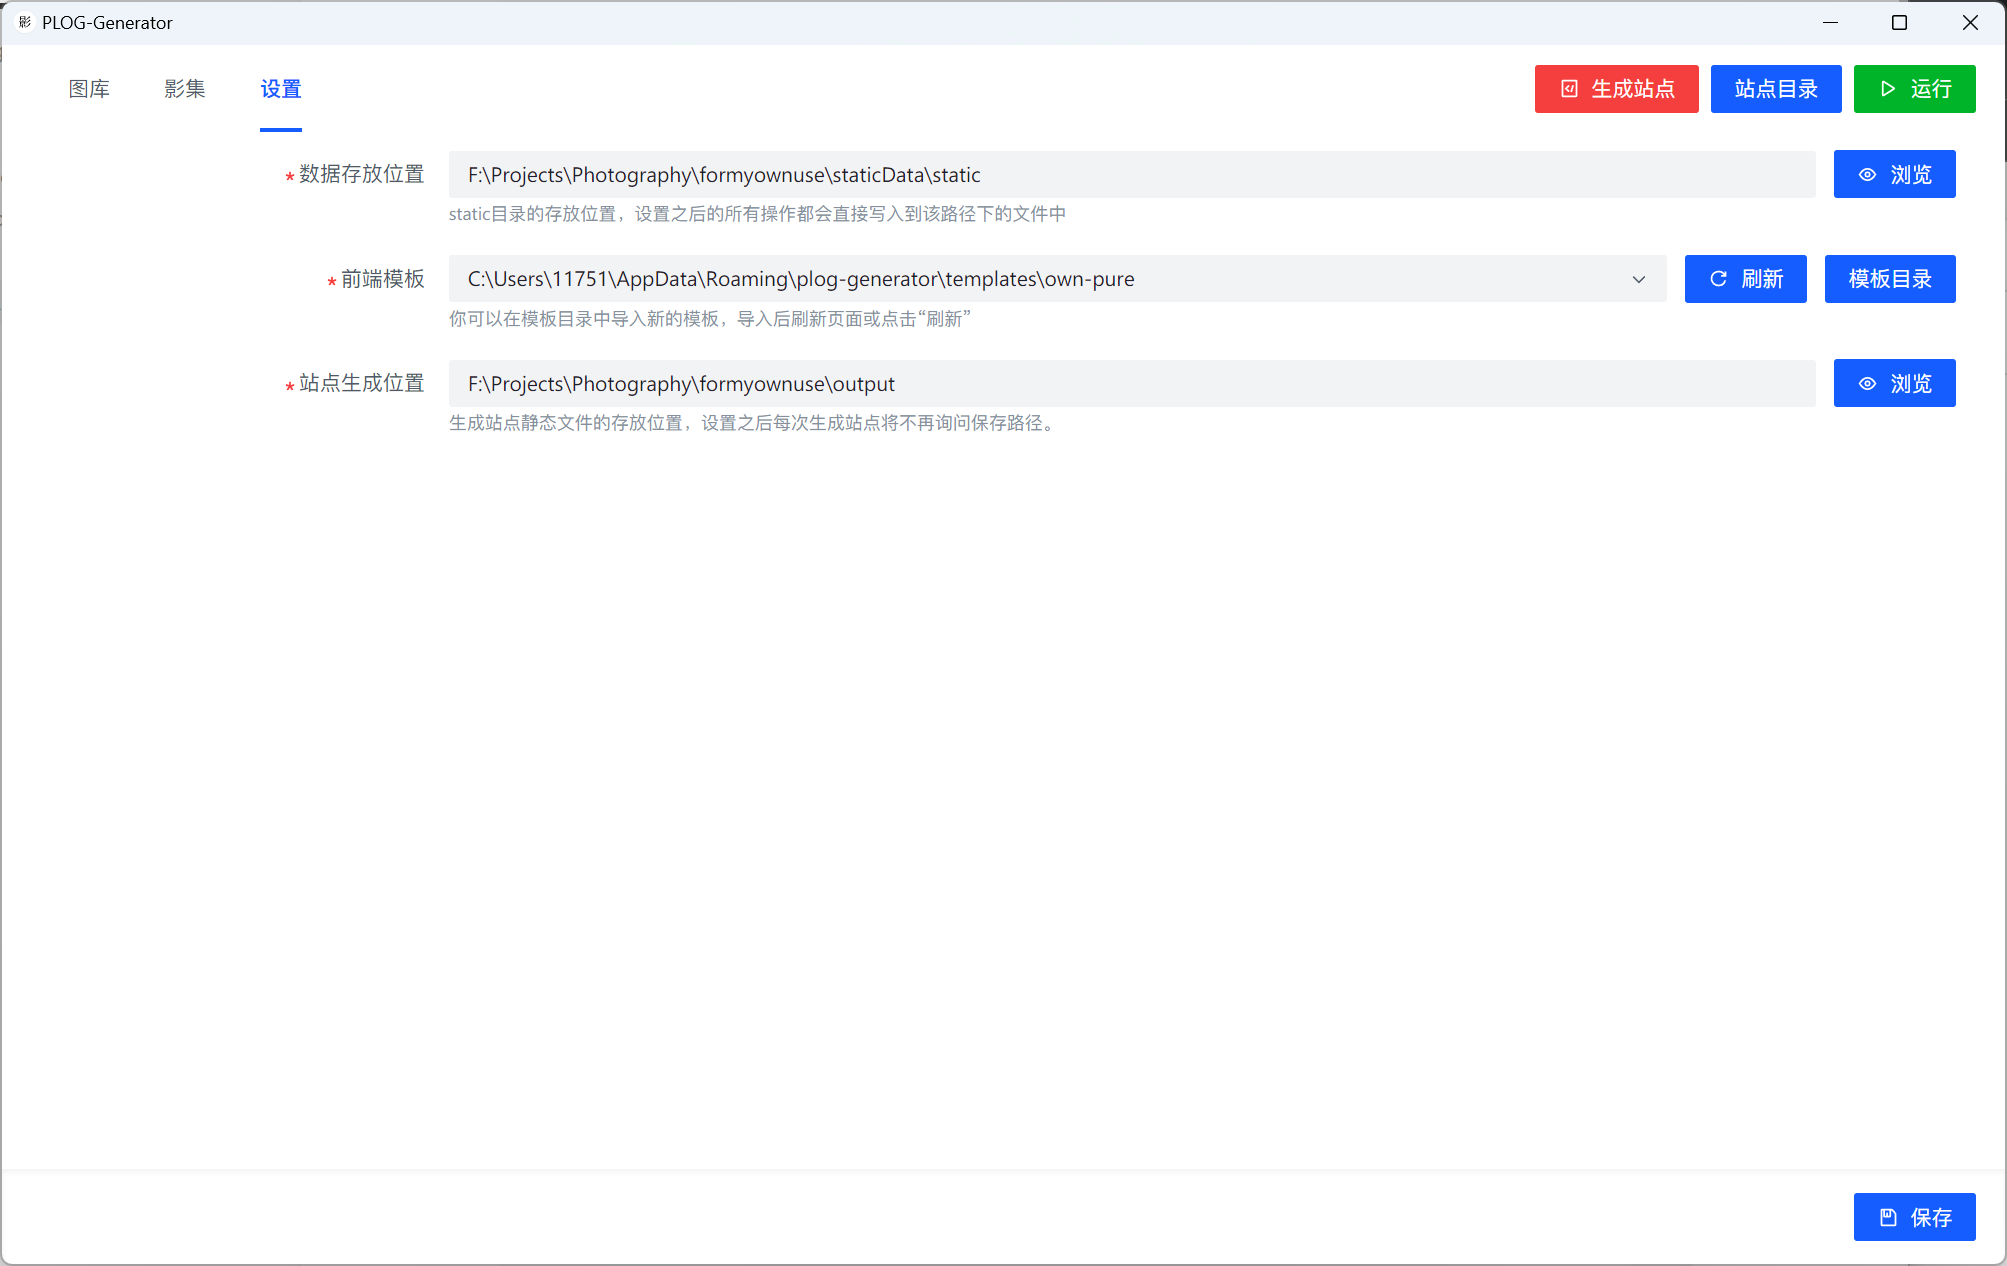 影 PLOG-Generator
图库 影集 设置 生成站点 站点目录 运行
*数据存放位置 F:\Projects\Photography\formyownuse\staticData\static 浏览
static目录的存放位置，设置之后的所有操作都会直接写入到该路径下的文件中
*前端模板 C:\Users\11751\AppData\Roaming\plog-generator\templates\own-pure 刷新 模板目录
你可以在模板目录中导入新的模板，导入后刷新页面或点击“刷新”
*站点生成位置 F:\Projects\Photography\formyownuse\output 浏览
生成站点静态文件的存放位置，设置之后每次生成站点将不再询问保存路径。
保存